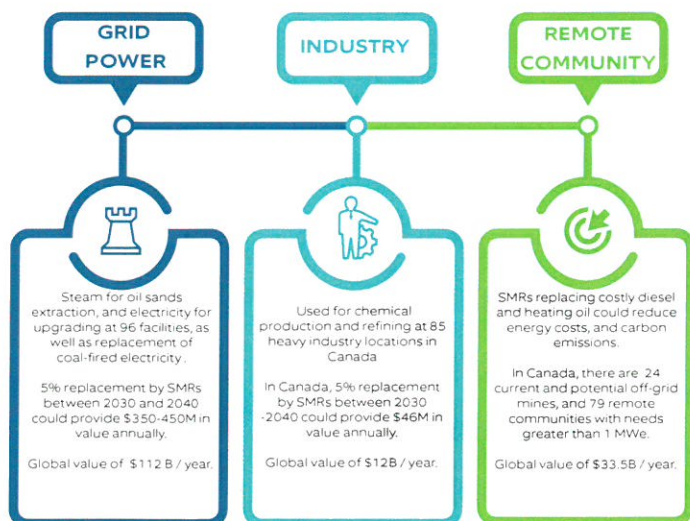 GRID
POWER
INDUSTRY
REMOTE
COMMUNITY
Steam for oil sands
extraction, and electricity for
upgrading at 96 facilities, as
well as replacement of
coal-fired electricity.
5% replacement by SMRs
between 2030 and 2040
could provide $350-450M in
value annually.
Global value of $112 B / year.
Used for chemical
production and refining at 85
heavy industry locations in
Canada
In Canada, 5% replacement
by SMRs between 2030
-2040 could provide $46M in
value annually.
Global value of $12B / year.
SMRs replacing costly diesel
and heating oil could reduce
energy costs, and carbon
emissions.
In Canada, there are 24
current and potential off-grid
mines, and 79 remote
communities with needs
greater than 1 MWe.
Global value of $33.5B / year.